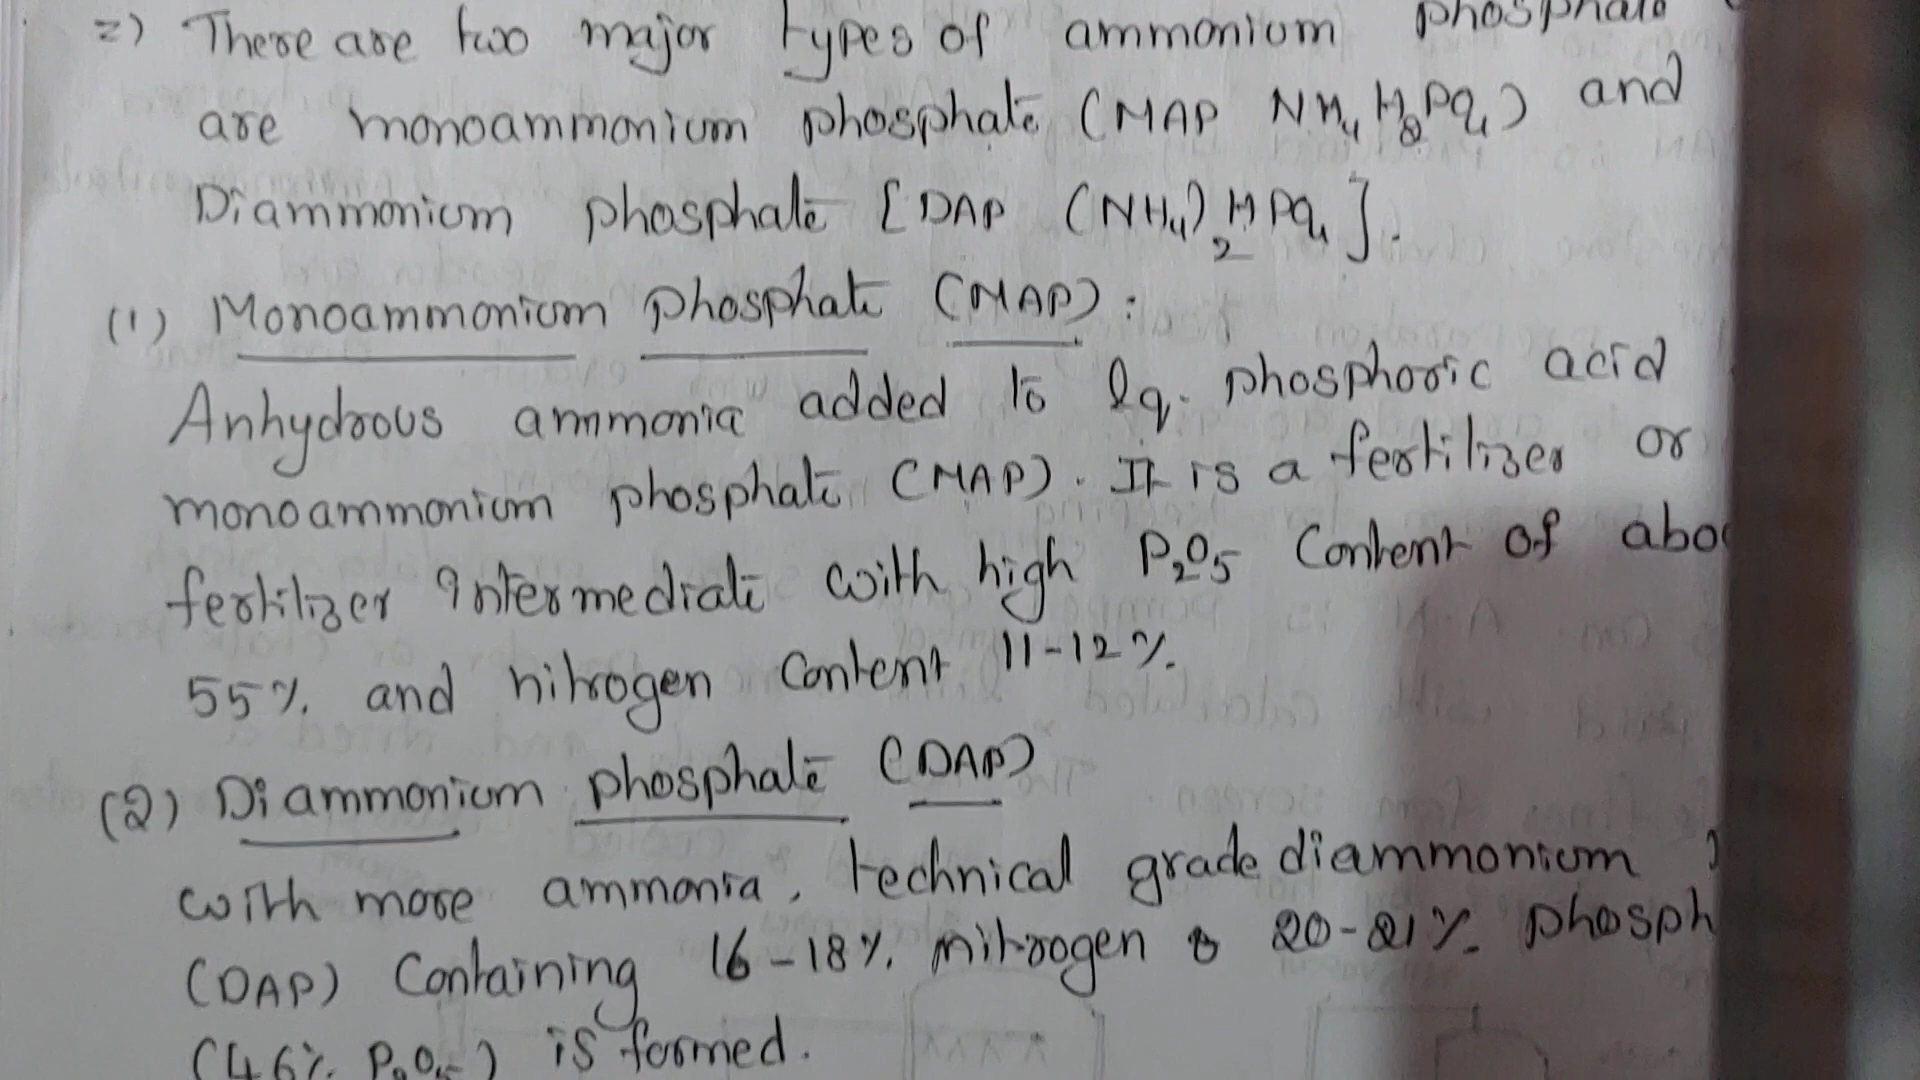 2) There are two major types of ammonium phosphate
are monoammonium phosphate (MAP NH₄H₂PO₄) and
Diammonium phosphate [DAP (NH₄)₂HPO₄].
(1) Monoammonium phosphate (MAP):
Anhydrous ammonia added to lq. phosphoric acid
monoammonium phosphate (MAP). It is a fertilizer or
fertilizer intermediate with high P₂O₅ Content of abo
55% and nitrogen Content 11-12%.
(2) Diammonium phosphate (DAP)
with more ammonia, technical grade diammonium
(DAP) Containing 16-18% nitrogen & 20-21% phosph
(46% P₂O₅) is formed.